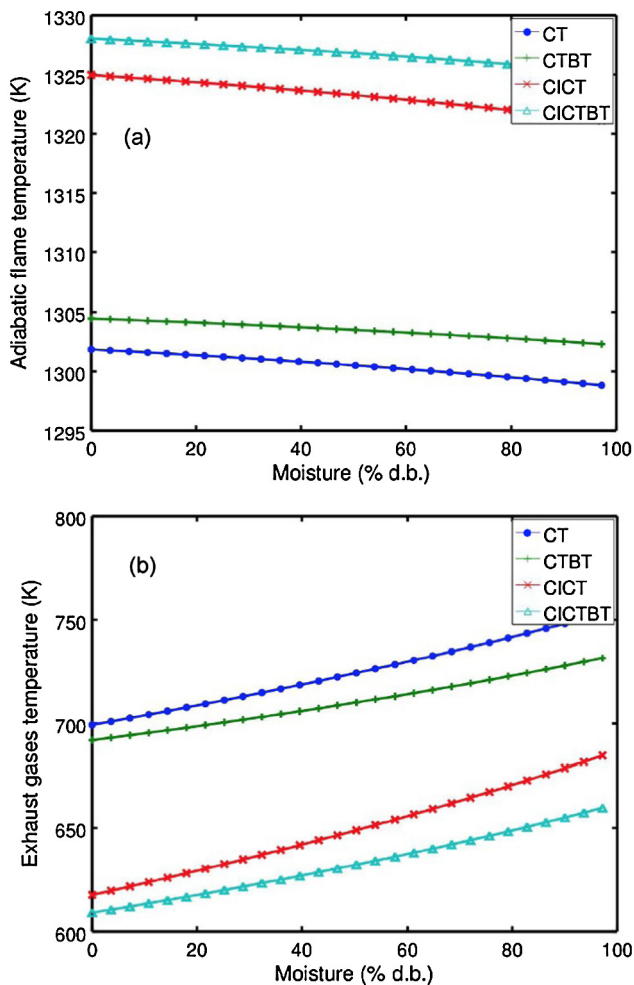 1330
1325
1320
1315
1310
1305
1300
1295
Adiabatic flame temperature (K)
(a)
CT
CTBT
CICT
CICTBT
0 20 40 60 80 100
Moisture (% d.b.)
800
750
700
650
600
Exhaust gases temperature (K)
(b)
CT
CTBT
CICT
CICTBT
0 20 40 60 80 100
Moisture (% d.b.)